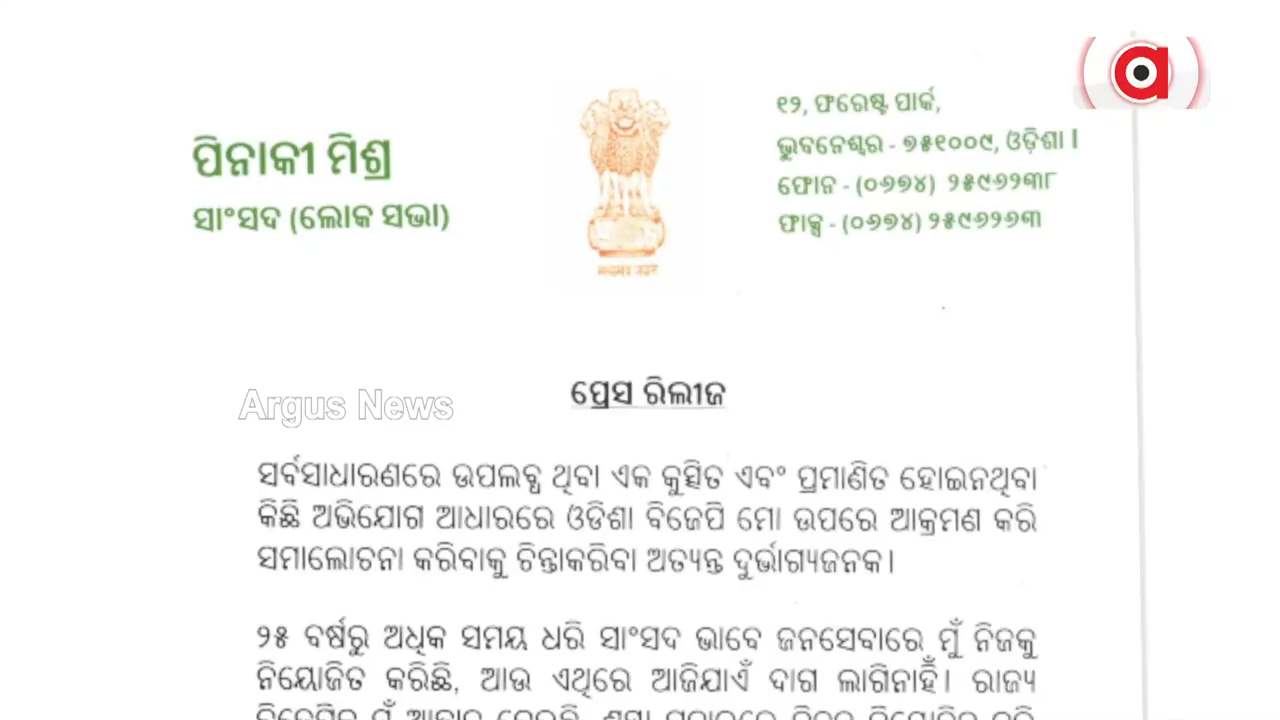 ପିନାକୀ ମିଶ୍ର
ସାଂସଦ (ଲୋକ ସଭା)
୧୨, ଫରେଷ୍ଟ ପାର୍କ,
ଭୁବନେଶ୍ୱର - ୭୫୧୦୦୯, ଓଡ଼ିଶା ।
ଫୋନ - (୦୬୭୪) ୨୫୯୬୨୩୮
ଫାକ୍ସ - (୦୬୭୪) ୨୫୯୬୨୬୩
a
Argus News
ପ୍ରେସ ରିଲୀଜ
ସର୍ବସାଧାରଣରେ ଉପଲବ୍ଧ ଥିବା ଏକ କୁତ୍ସିତ ଏବଂ ପ୍ରମାଣିତ ହୋଇନଥିବା
କିଛି ଅଭିଯୋଗ ଆଧାରରେ ଓଡିଶା ବିଜେପି ମୋ ଉପରେ ଆକ୍ରମଣ କରି
ସମାଲୋଚନା କରିବାକୁ ଚିନ୍ତାକରିବା ଅତ୍ୟନ୍ତ ଦୁର୍ଭାଗ୍ୟଜନକ।
୨୫ ବର୍ଷରୁ ଅଧିକ ସମୟ ଧରି ସାଂସଦ ଭାବେ ଜନସେବାରେ ମୁଁ ନିଜକୁ
ନିୟୋଜିତ କରିଛି, ଆଉ ଏଥିରେ ଆଜିଯାଏଁ ଦାଗ ଲାଗିନାହିଁ। ରାଜ୍ୟ